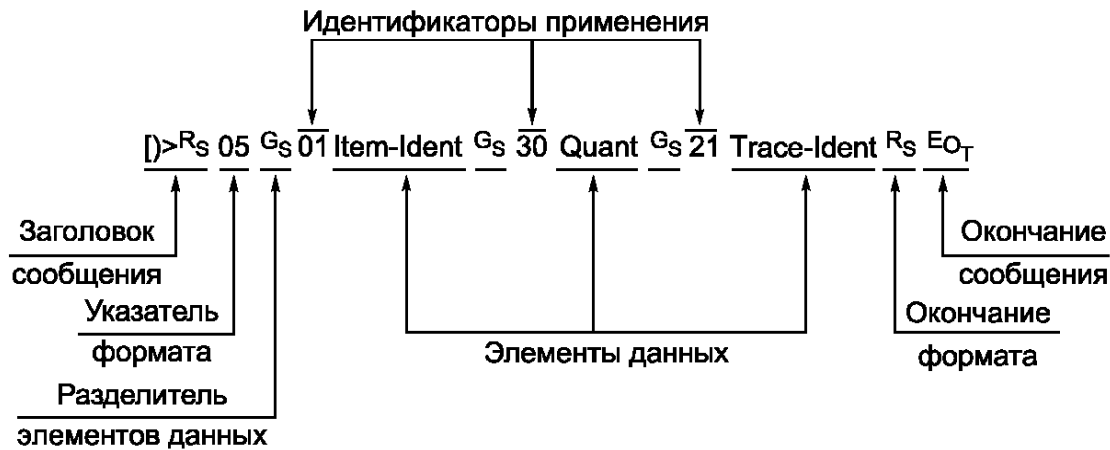 Идентификаторы применения
[)>RS 05 GS 01 Item-Ident GS 30 Quant GS 21 Trace-Ident RS EOT
Заголовок
сообщения
Окончание
сообщения
Указатель
формата
Элементы данных
Окончание
формата
Разделитель
элементов данных